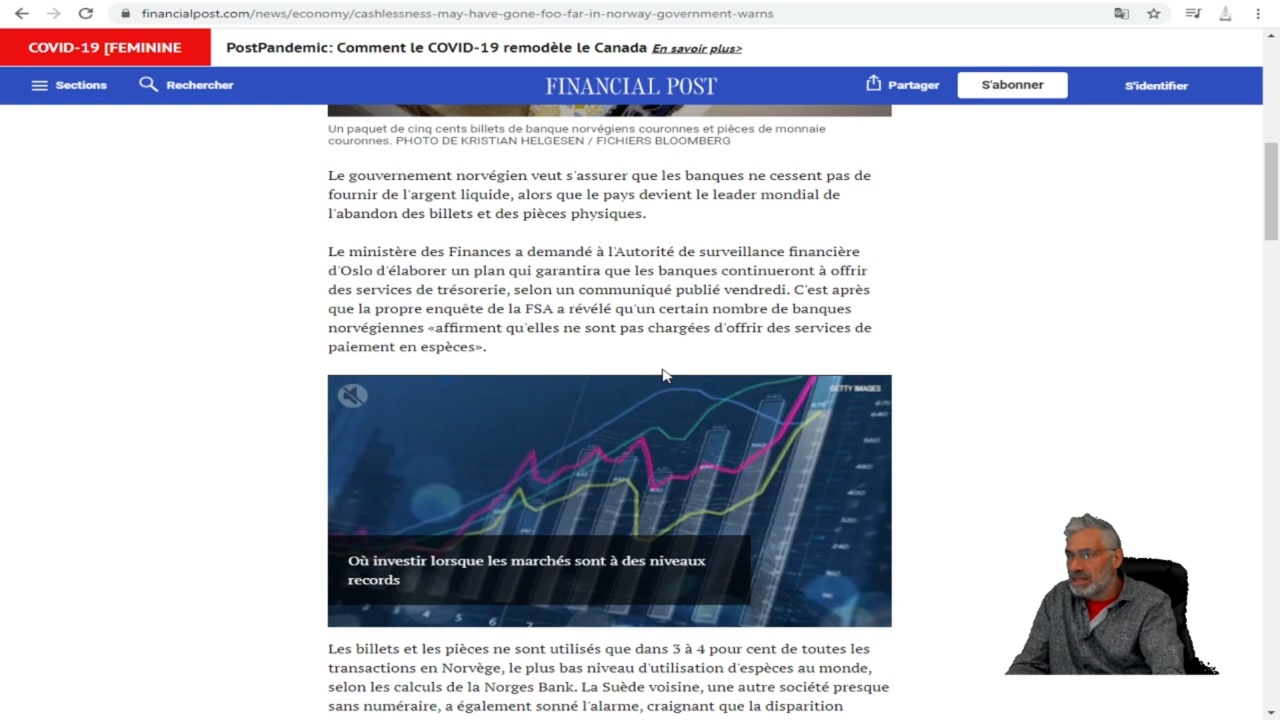 financialpost.com/news/economy/cashlessness-may-have-gone-foo-far-in-norway-government-warns
COVID-19 [FEMININE
PostPandemic: Comment le COVID-19 remodèle le Canada En savoir plus>
Sections
Rechercher
FINANCIAL POST
Partager
S'abonner
S'identifier
Un paquet de cinq cents billets de banque norvégiens couronnes et pièces de monnaie
couronnes. PHOTO DE KRISTIAN HELGESEN / FICHIERS BLOOMBERG
Le gouvernement norvégien veut s'assurer que les banques ne cessent pas de
fournir de l'argent liquide, alors que le pays devient le leader mondial de
l'abandon des billets et des pièces physiques.
Le ministère des Finances a demandé à l'Autorité de surveillance financière
d'Oslo d'élaborer un plan qui garantira que les banques continueront à offrir
des services de trésorerie, selon un communiqué publié vendredi. C'est après
que la propre enquête de la FSA a révélé qu'un certain nombre de banques
norvégiennes «affirment qu'elles ne sont pas chargées d'offrir des services de
paiement en espèces».
GETTY IMAGES
Où investir lorsque les marchés sont à des niveaux
records
4 5 6 7 8 9
Les billets et les pièces ne sont utilisés que dans 3 à 4 pour cent de toutes les
transactions en Norvège, le plus bas niveau d'utilisation d'espèces au monde,
selon les calculs de la Norges Bank. La Suède voisine, une autre société presque
sans numéraire, a également sonné l'alarme, craignant que la disparition